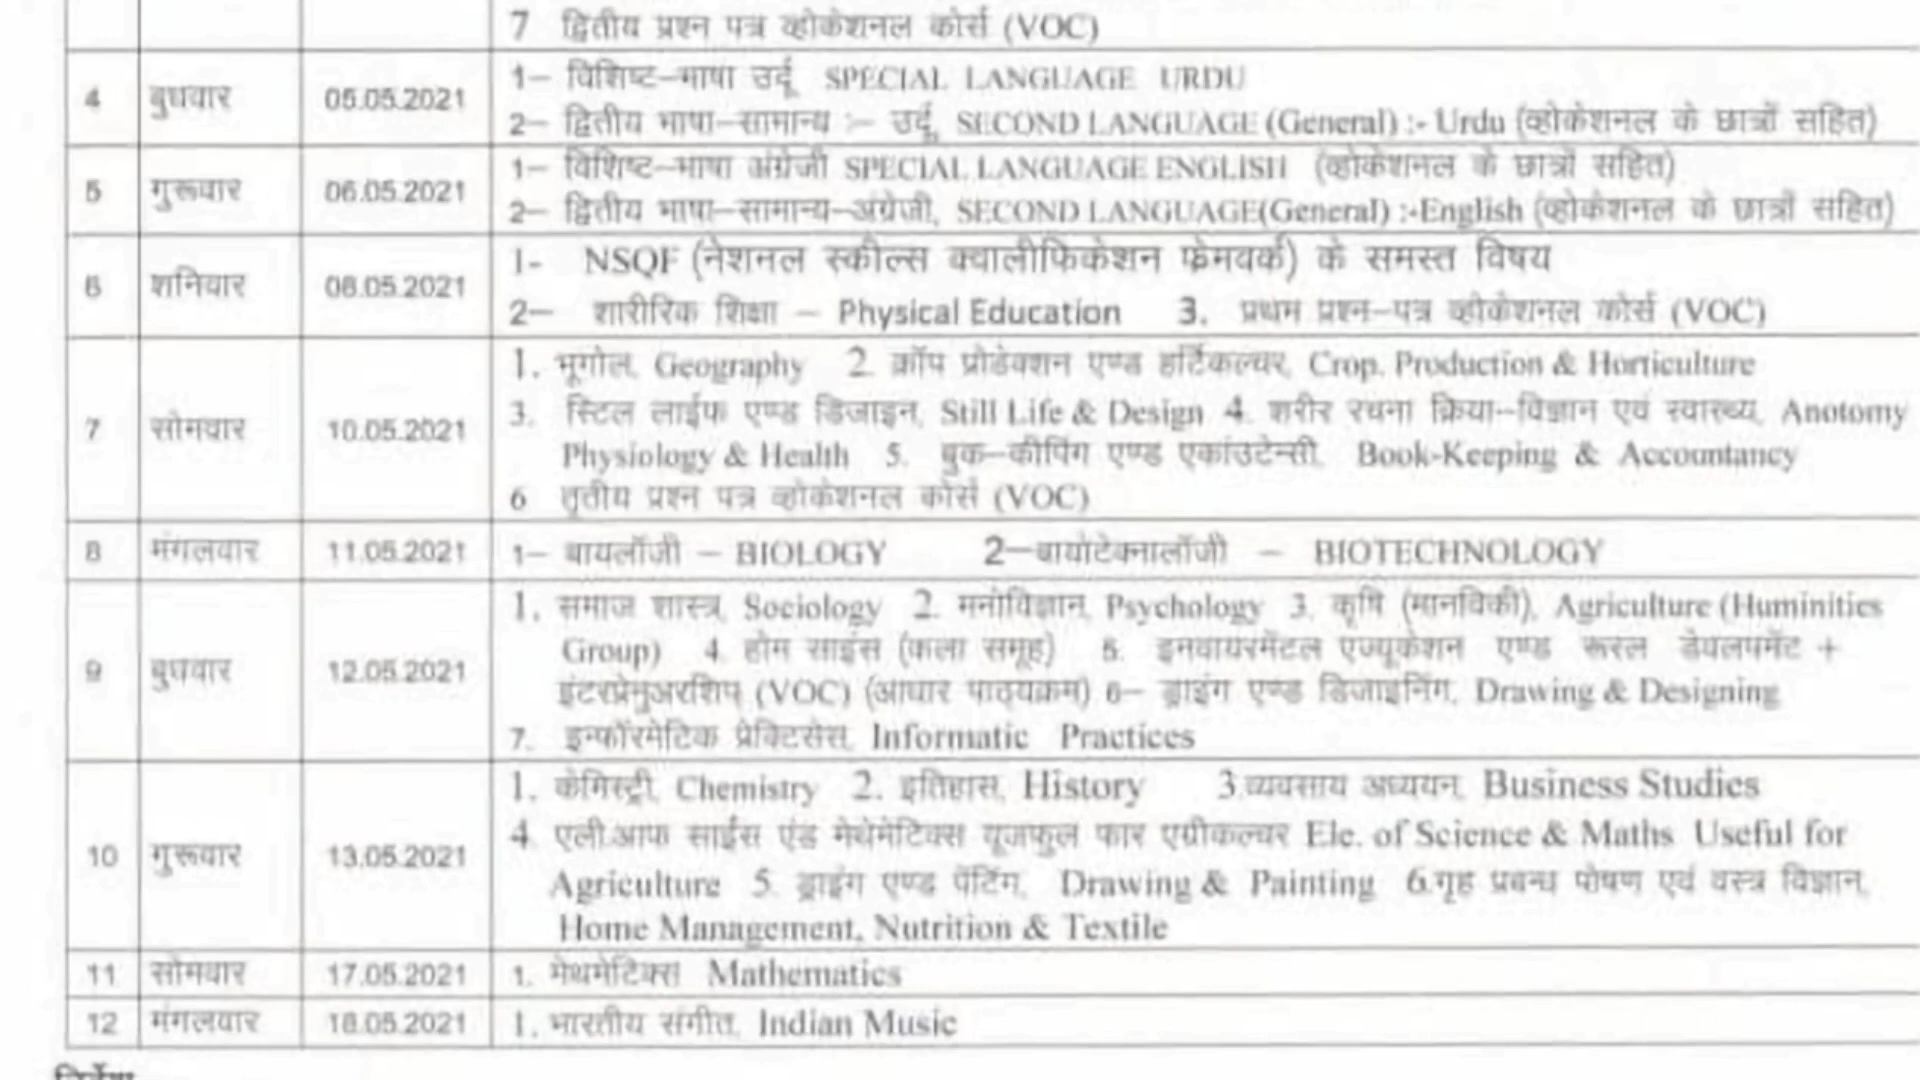 7 द्वितीय प्रश्न पत्र व्होकेशनल कोर्स (VOC)
4 बुधवार 05.05.2021
1– विशिष्ट–भाषा उर्दू, SPECIAL LANGUAGE URDU
2– द्वितीय भाषा–सामान्य :– उर्दू, SECOND LANGUAGE (General) :- Urdu (व्होकेशनल के छात्रों सहित)
5 गुरूवार 06.05.2021
1– विशिष्ट–भाषा अंग्रेजी SPECIAL LANGUAGE ENGLISH (व्होकेशनल के छात्रों सहित)
2– द्वितीय भाषा–सामान्य–अंग्रेजी, SECOND LANGUAGE(General) :-English (व्होकेशनल के छात्रों सहित)
6 शनिवार 08.05.2021
1- NSQF (नेशनल स्कील्स क्वालीफिकेशन फ्रेमवर्क) के समस्त विषय
2– शारीरिक शिक्षा – Physical Education 3. प्रथम प्रश्न–पत्र व्होकेशनल कोर्स (VOC)
7 सोमवार 10.05.2021
1. भूगोल, Geography 2. क्रॉप प्रोडेक्शन एण्ड हर्टिकल्चर, Crop. Production & Horticulture
3. स्टिल लाईफ एण्ड डिजाइन, Still Life & Design 4. शरीर रचना क्रिया–विज्ञान एवं स्वास्थ्य, Anotomy
Physiology & Health 5. बुक–कीपिंग एण्ड एकांउटेन्सी, Book-Keeping & Accountancy
6 तृतीय प्रश्न पत्र व्होकेशनल कोर्स (VOC)
8 मंगलवार 11.05.2021 1– बायलॉजी – BIOLOGY 2–बायोटेक्नालॉजी – BIOTECHNOLOGY
9 बुधवार 12.05.2021
1. समाज शास्त्र, Sociology 2. मनोविज्ञान, Psychology 3. कृषि (मानविकी), Agriculture (Huminities
Group) 4. होम साइंस (कला समूह) 5. इनवायरमेंटल एज्यूकेशन एण्ड रूरल डेवलपमेंट +
इंटरप्रेनुअरशिप (VOC) (आधार पाठ्यक्रम) 6– ड्राइंग एण्ड डिजाइनिंग, Drawing & Designing
7. इन्फॉरमेटिक प्रेक्टिसेस, Informatic Practices
10 गुरूवार 13.05.2021
1. केमिस्ट्री, Chemistry 2. इतिहास, History 3.व्यवसाय अध्ययन, Business Studies
4. एली.आफ साईंस एंड मेथेमेटिक्स यूजफुल फार एग्रीकल्चर Ele. of Science & Maths Useful for
Agriculture 5. ड्राइंग एण्ड पेंटिंग, Drawing & Painting 6.गृह प्रबन्ध पोषण एवं वस्त्र विज्ञान,
Home Management, Nutrition & Textile
11 सोमवार 17.05.2021 1. मेथमेटिक्स Mathematics
12 मंगलवार 18.05.2021 1. भारतीय संगीत, Indian Music